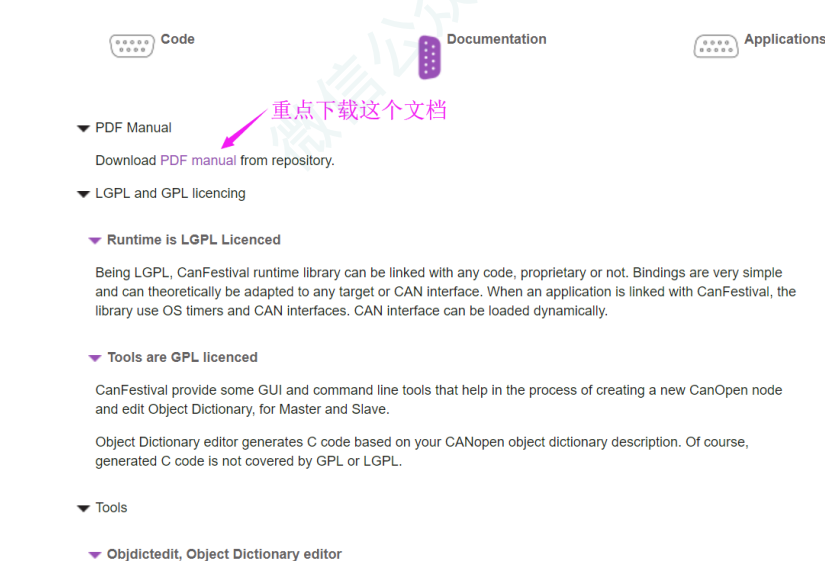 Code
Documentation
Applications
微信公众
重点下载这个文档
PDF Manual
Download PDF manual from repository.
LGPL and GPL licencing
Runtime is LGPL Licenced
Being LGPL, CanFestival runtime library can be linked with any code, proprietary or not. Bindings are very simple
and can theoretically be adapted to any target or CAN interface. When an application is linked with CanFestival, the
library use OS timers and CAN interfaces. CAN interface can be loaded dynamically.
Tools are GPL licenced
CanFestival provide some GUI and command line tools that help in the process of creating a new CanOpen node
and edit Object Dictionary, for Master and Slave.
Object Dictionary editor generates C code based on your CANopen object dictionary description. Of course,
generated C code is not covered by GPL or LGPL.
Tools
Objdictedit, Object Dictionary editor